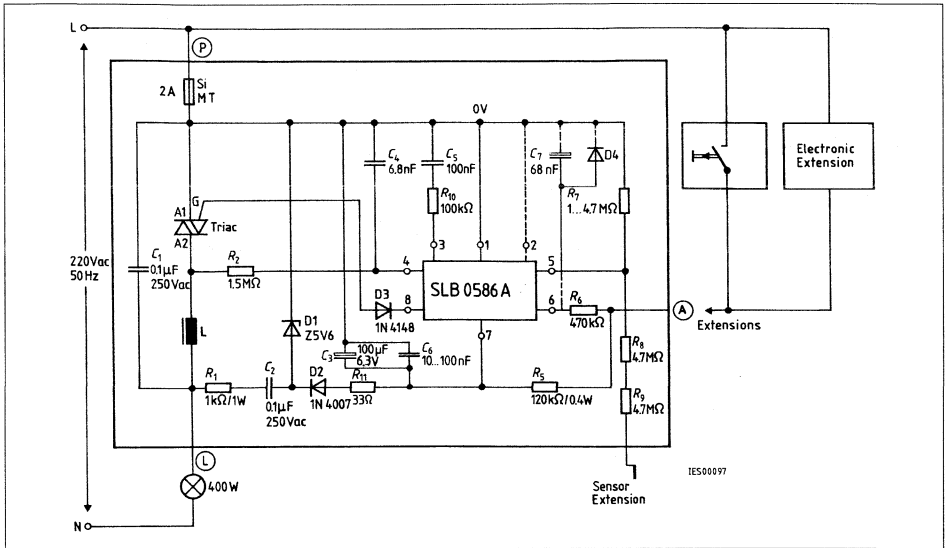 L
P
2A
Si
MT
0V
C4
6,8nF
C5
100nF
R10
100kΩ
C7
68 nF
D4
R7
1...4,7MΩ
Electronic
Extension
A1
G
A2
Triac
220Vac
50Hz
C1
0,1µF
250Vac
R2
1,5MΩ
3
1
2
4
5
SLB 0586A
D3
8
6
R6
1N4148
7
470kΩ
A
Extensions
L
D1
Z5V6
100µF
C3
6,3V
C6
10...100nF
R8
4,7MΩ
R1
1kΩ/1W
C2
0,1µF
250Vac
D2
1N 4007
R11
33Ω
R5
120kΩ/0.4W
R9
4,7MΩ
L
400W
IES00097
Sensor
Extension
N